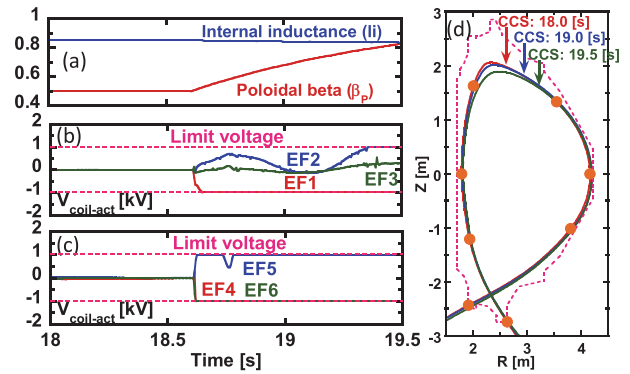 (a)
Internal inductance (li)
Poloidal beta (βP)
1
0.8
0.6
0.4
(b)
Limit voltage
EF2
EF1
EF3
Vcoil-act [kV]
2
1
0
-1
2
(c)
Limit voltage
EF5
EF4 EF6
Vcoil-act [kV]
1
0
-1
-2
18 18.5 19 19.5
Time [s]
(d)
CCS: 18.0 [s]
CCS: 19.0 [s]
CCS: 19.5 [s]
Z [m]
3
2
1
0
-1
-2
-3
2 3 4
R [m]